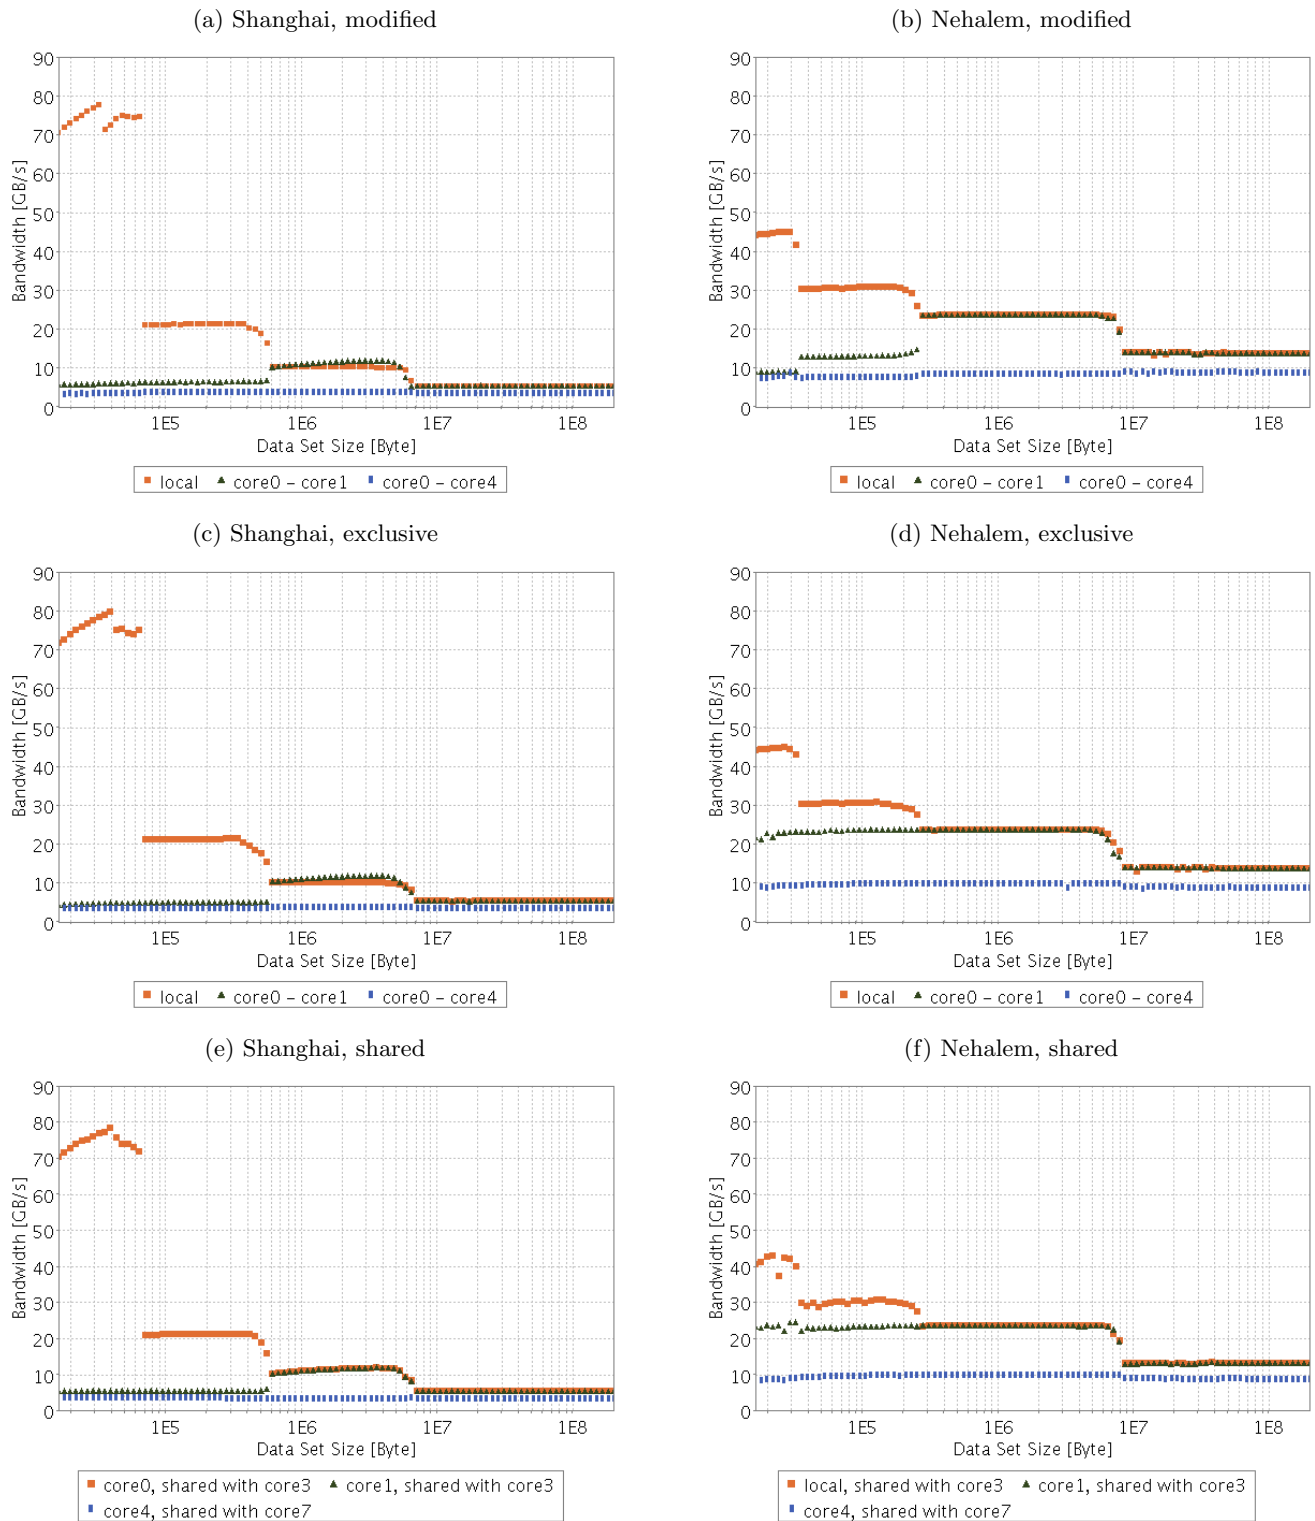 (a) Shanghai, modified
Bandwidth [GB/s]
90
80
70
60
50
40
30
20
10
0
1E5 1E6 1E7 1E8
Data Set Size [Byte]
local core0 – core1 core0 – core4
(b) Nehalem, modified
Bandwidth [GB/s]
90
80
70
60
50
40
30
20
10
0
1E5 1E6 1E7 1E8
Data Set Size [Byte]
local core0 – core1 core0 – core4
(c) Shanghai, exclusive
Bandwidth [GB/s]
90
80
70
60
50
40
30
20
10
0
1E5 1E6 1E7 1E8
Data Set Size [Byte]
local core0 – core1 core0 – core4
(d) Nehalem, exclusive
Bandwidth [GB/s]
90
80
70
60
50
40
30
20
10
0
1E5 1E6 1E7 1E8
Data Set Size [Byte]
local core0 – core1 core0 – core4
(e) Shanghai, shared
Bandwidth [GB/s]
90
80
70
60
50
40
30
20
10
0
1E5 1E6 1E7 1E8
Data Set Size [Byte]
core0, shared with core3 core1, shared with core3
core4, shared with core7
(f) Nehalem, shared
Bandwidth [GB/s]
90
80
70
60
50
40
30
20
10
0
1E5 1E6 1E7 1E8
Data Set Size [Byte]
local, shared with core3 core1, shared with core3
core4, shared with core7